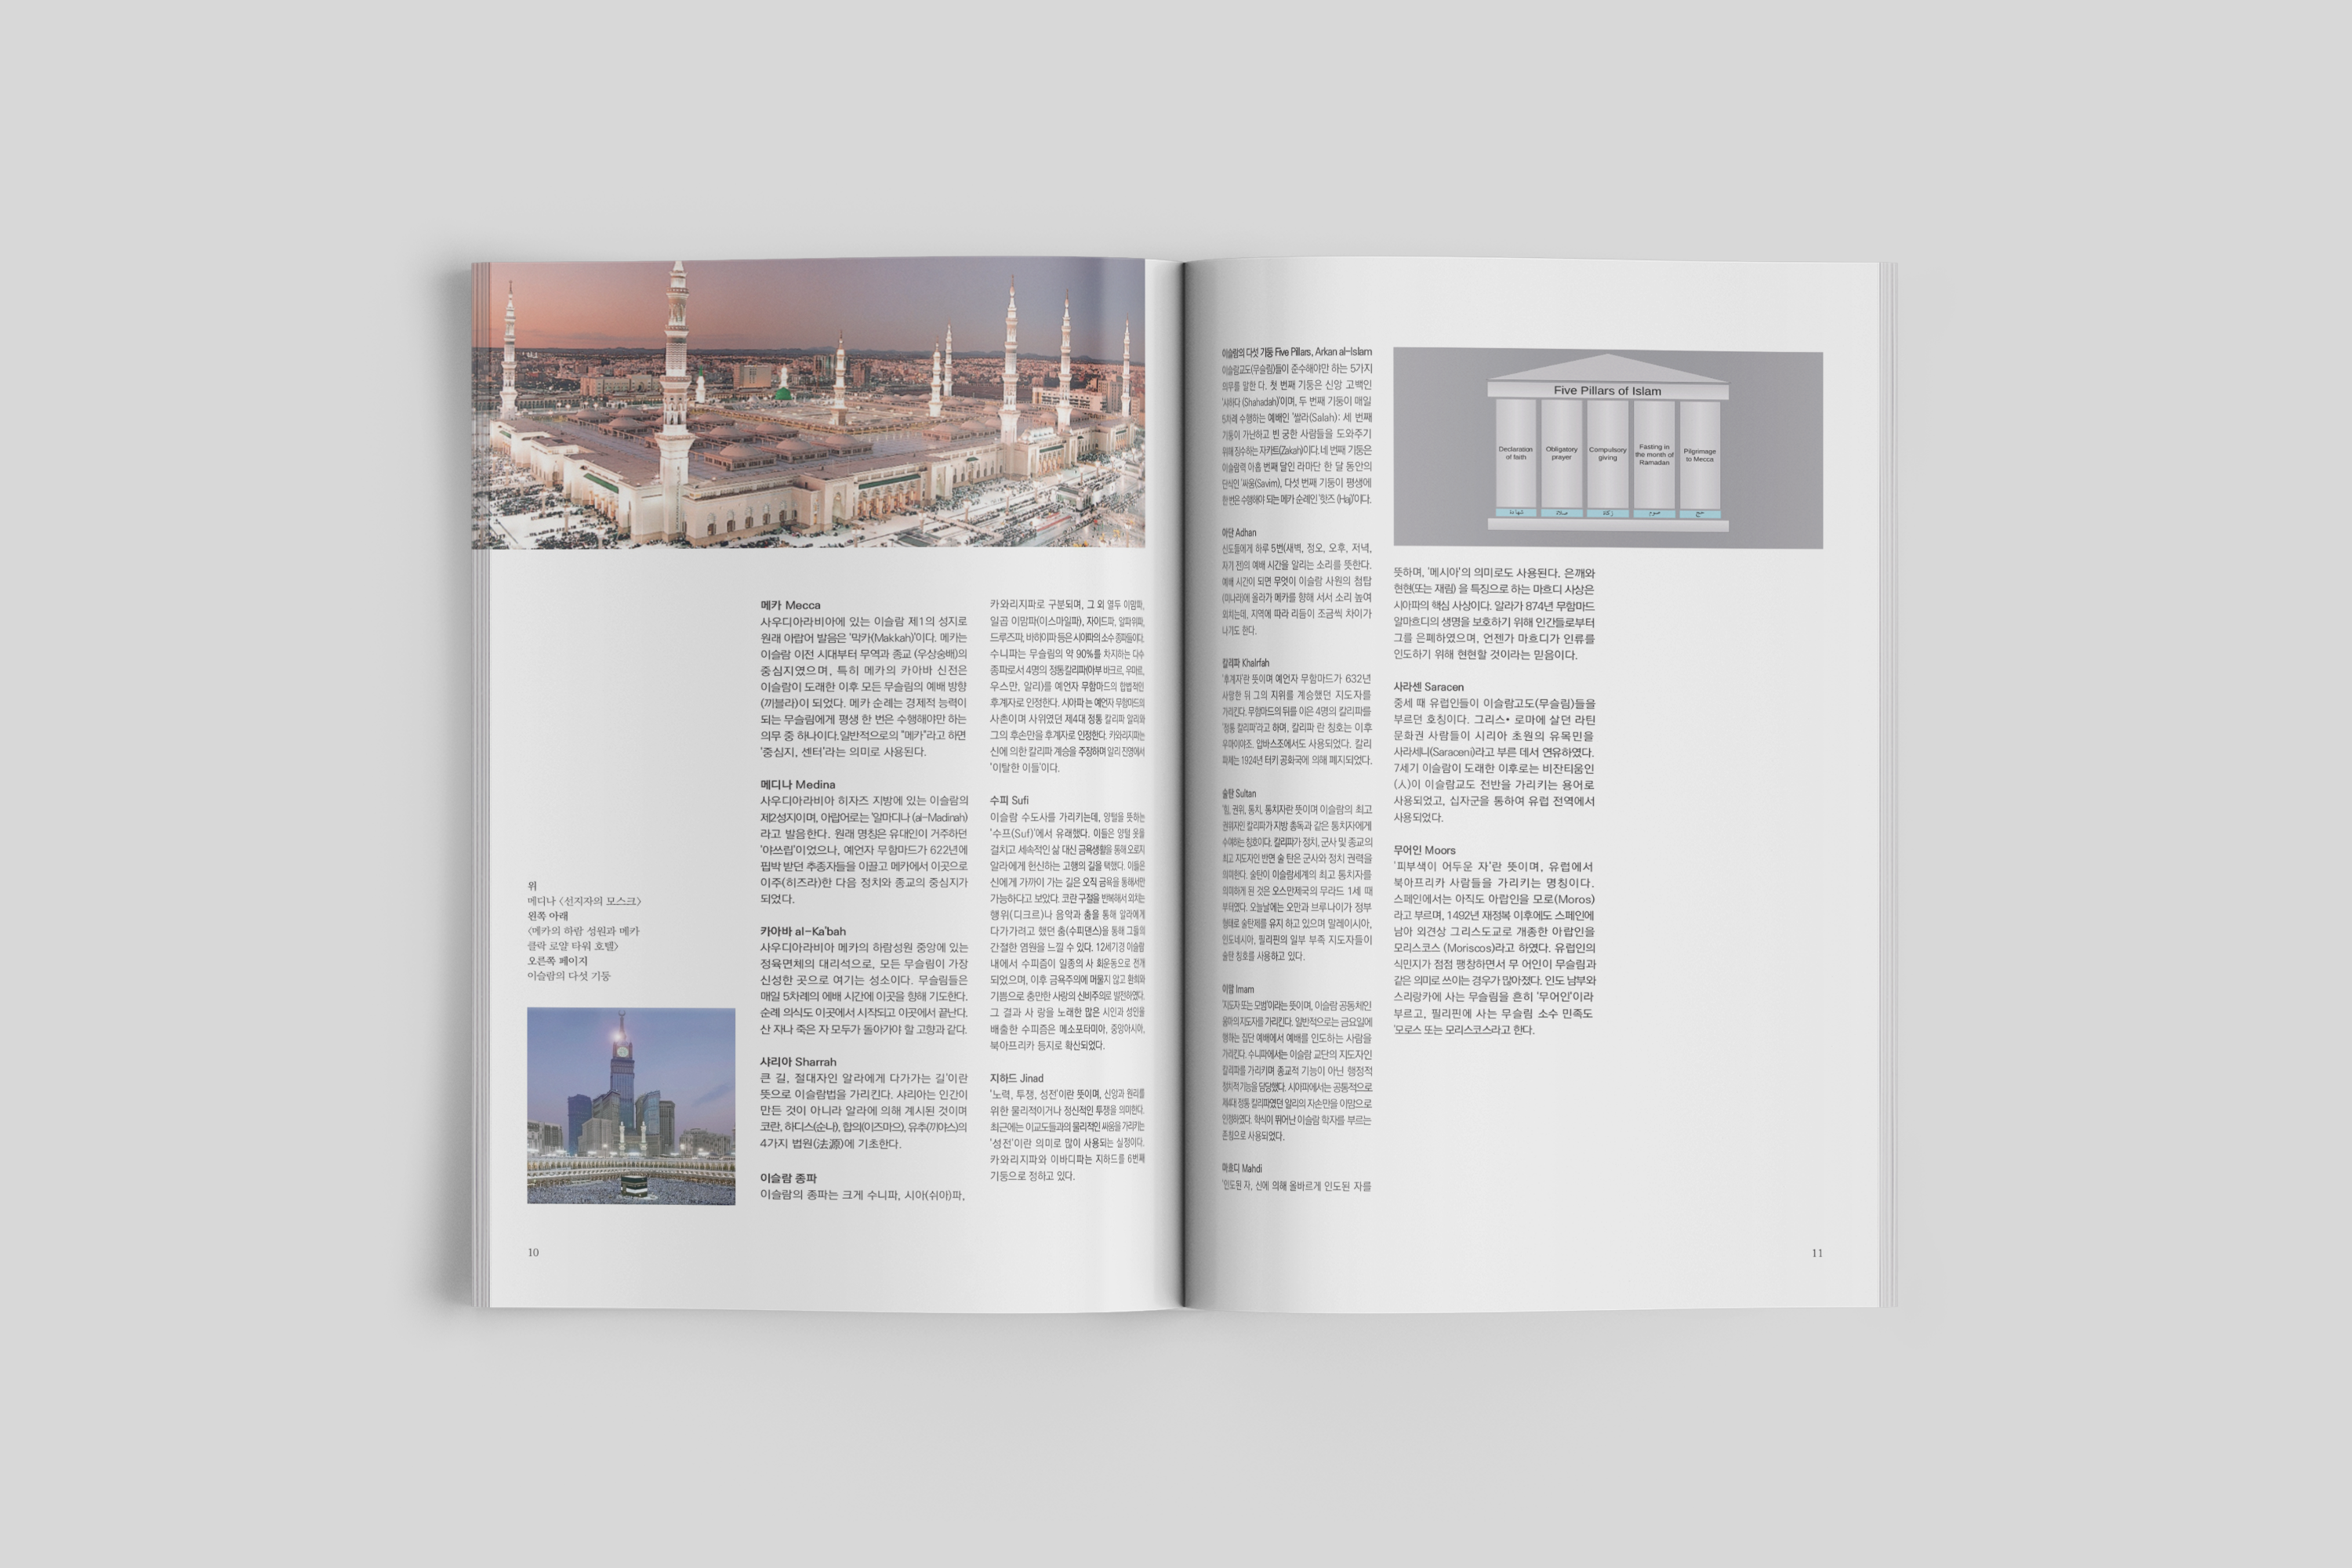 위
메디나 〈선지자의 모스크〉
왼쪽 아래
〈메카의 하람 성원과 메카
클락 로얄 타워 호텔〉
오른쪽 페이지
이슬람의 다섯 기둥
10
메카 Mecca
사우디아라비아에 있는 이슬람 제1의 성지로
원래 아랍어 발음은 '막카(Makkah)'이다. 메카는
이슬람 이전 시대부터 무역과 종교 (우상숭배)의
중심지였으며, 특히 메카의 카아바 신전은
이슬람이 도래한 이후 모든 무슬림의 예배 방향
(끼블라)이 되었다. 메카 순례는 경제적 능력이
되는 무슬림에게 평생 한 번은 수행해야만 하는
의무 중 하나이다.일반적으로의 "메카"라고 하면
'중심지, 센터'라는 의미로 사용된다.
메디나 Medina
사우디아라비아 히자즈 지방에 있는 이슬람의
제2성지이며, 아랍어로는 '알마디나 (al-Madinah)
라고 발음한다. 원래 명칭은 유대인이 거주하던
'야쓰립'이었으나, 예언자 무함마드가 622년에
핍박 받던 추종자들을 이끌고 메카에서 이곳으로
이주(히즈라)한 다음 정치와 종교의 중심지가
되었다.
카아바 al-Ka'bah
사우디아라비아 메카의 하람성원 중앙에 있는
정육면체의 대리석으로, 모든 무슬림이 가장
신성한 곳으로 여기는 성소이다. 무슬림들은
매일 5차례의 에배 시간에 이곳을 향해 기도한다.
순례 의식도 이곳에서 시작되고 이곳에서 끝난다.
산 자나 죽은 자 모두가 돌아가야 할 고향과 같다.
샤리아 Sharrah
큰 길, 절대자인 알라에게 다가가는 길'이란
뜻으로 이슬람법을 가리킨다. 샤리아는 인간이
만든 것이 아니라 알라에 의해 계시된 것이며
코란, 하디스(순나), 합의(이즈마으), 유추(끼야스)의
4가지 법원(法源)에 기초한다.
이슬람 종파
이슬람의 종파는 크게 수니파, 시아(쉬아)파,
카와리지파로 구분되며, 그 외 열두 이맘파,
일곱 이맘파(이스마일파), 자이드파, 알라위파,
드루즈파, 바하이파 등은 시아파의 소수 종파들이다.
수니파는 무슬림의 약 90%를 차지하는 다수
종파로서 4명의 정통칼리파(아부 바크르, 우마르,
우스만, 알리)를 예언자 무함마드의 합법적인
후계자로 인정한다. 시아파 는 예언자 무함마드의
사촌이며 사위였던 제4대 정통 칼리파 알리와
그의 후손만을 후계자로 인정한다. 카와리지파는
신에 의한 칼리파 계승을 주장하며 알리 진영에서
'이탈한 이들'이다.
수피 Sufi
이슬람 수도사를 가리키는데, 양털을 뜻하는
'수프(Suf)'에서 유래했다. 이들은 양털 옷을
걸치고 세속적인 삶 대신 금욕생활을 통해 오로지
알라에게 헌신하는 고행의 길을 택했다. 이들은
신에게 가까이 가는 길은 오직 금욕을 통해서만
가능하다고 보았다. 코란 구절을 반복해서 외치는
행위(디크르)나 음악과 춤을 통해 알라에게
다가가려고 했던 춤(수피댄스)을 통해 그들의
간절한 염원을 느낄 수 있다. 12세기경 이슬람
내에서 수피즘이 일종의 사 회운동으로 전개
되었으며, 이후 금욕주의에 머물지 않고 환희와
기쁨으로 충만한 사랑의 신비주의로 발전하였다.
그 결과 사 랑을 노래한 많은 시인과 성인을
배출한 수피즘은 메소포타미아, 중앙아시아,
북아프리카 등지로 확산되었다.
지하드 Jinad
'노력, 투쟁, 성전'이란 뜻이며, 신앙과 원리를
위한 물리적이거나 정신적인 투쟁을 의미한다.
최근에는 이교도들과의 물리적인 싸움을 가리키는
'성전'이란 의미로 많이 사용되는 실정이다.
카와리지파와 이바디파는 지하드를 6번째
기둥으로 정하고 있다.
이슬람의 다섯 기둥 Five Pillars, Arkan al-Islam
이슬람교도(무슬림)들이 준수해야만 하는 5가지
의무를 말한 다. 첫 번째 기둥은 신앙 고백인
'샤하다 (Shahadah)'이며, 두 번째 기둥이 매일
5차례 수행하는 예배인 '쌀라(Salah): 세 번째
기둥이 가난하고 빈 궁한 사람들을 도와주기
위해 징수하는 자카트(Zakah)이다. 네 번째 기둥은
이슬람력 아홉 번째 달인 라마단 한 달 동안의
단식인 '싸움(Savim), 다섯 번째 기둥이 평생에
한 번은 수행해야 되는 메카 순례인 '핫즈 (Haj)'이다.
아단 Adhan
신도들에게 하루 5번(새벽, 정오, 오후, 저녁,
자기 전)의 예배 시간을 알리는 소리를 뜻한다.
예배 시간이 되면 무엇이 이슬람 사원의 첨탑
(미나라)에 올라가 메카를 향해 서서 소리 높여
외치는데, 지역에 따라 리듬이 조금씩 차이가
나기도 한다.
칼리파 Khalrfah
'후계자'란 뜻이며 예언자 무함마드가 632년
사망한 뒤 그의 지위를 계승했던 지도자를
가리킨다. 무함마드의 뒤를 이은 4명의 칼리파를
'정통 칼리파'라고 하며, 칼리파 란 칭호는 이후
우마이야조. 압바스조에서도 사용되었다. 칼리
파제는 1924년 터키 공화국에 의해 폐지되었다.
술탄 Sultan
'힘, 권위, 통치, 통치자란 뜻이며 이슬람의 최고
권위자인 칼리파가 지방 총독과 같은 통치자에게
수여하는 칭호이다. 칼리파가 정치, 군사 및 종교의
최고 지도자인 반면 술 탄은 군사와 정치 권력을
의미한다. 술탄이 이슬람세계의 최고 통치자를
의미하게 된 것은 오스만제국의 무라드 1세 때
부터였다. 오늘날에는 오만과 브루나이가 정부
형태로 술탄제를 유지 하고 있으며 말레이시아,
인도네시아, 필리핀의 일부 부족 지도자들이
술탄 칭호를 사용하고 있다.
이맘 Imam
'지도자 또는 모범'이라는 뜻이며, 이슬람 공동체인
움마의 지도자를 가리킨다. 일반적으로는 금요일에
행하는 집단 예배에서 예배를 인도하는 사람을
가리킨다. 수니파에서는 이슬람 교단의 지도자인
칼리파를 가리키며 종교적 기능이 아닌 행정적
정치적 기능을 담당했다. 시아파에서는 공통적으로
제4대 정통 칼리파였던 알리의 자손만을 이맘으로
인정하였다. 학식이 뛰어난 이슬람 학자를 부르는
존칭으로 사용되었다.
마흐디 Mahdi
'인도된 자, 신에 의해 올바르게 인도된 자를
Five Pillars of Islam
Declaration of faith
Obligatory prayer
Compulsory giving
Fasting in the month of Ramadan
Pilgrimage to Mecca
شهادة
صلاة
زكاة
صوم
حج
뜻하며, '메시아'의 의미로도 사용된다. 은깨와
현현(또는 재림) 을 특징으로 하는 마흐디 사상은
시아파의 핵심 사상이다. 알라가 874년 무함마드
알마흐디의 생명을 보호하기 위해 인간들로부터
그를 은폐하였으며, 언젠가 마흐디가 인류를
인도하기 위해 현현할 것이라는 믿음이다.
사라센 Saracen
중세 때 유럽인들이 이슬람고도(무슬림)들을
부르던 호칭이다. 그리스• 로마에 살던 라틴
문화권 사람들이 시리아 초원의 유목민을
사라세니(Saraceni)라고 부른 데서 연유하였다.
7세기 이슬람이 도래한 이후로는 비잔티움인
(人)이 이슬람교도 전반을 가리키는 용어로
사용되었고, 십자군을 통하여 유럽 전역에서
사용되었다.
무어인 Moors
'피부색이 어두운 자'란 뜻이며, 유럽에서
북아프리카 사람들을 가리키는 명칭이다.
스페인에서는 아직도 아랍인을 모로(Moros)
라고 부르며, 1492년 재정복 이후에도 스페인에
남아 외견상 그리스도교로 개종한 아랍인을
모리스코스 (Moriscos)라고 하였다. 유럽인의
식민지가 점점 팽창하면서 무 어인이 무슬림과
같은 의미로 쓰이는 경우가 많아졌다. 인도 남부와
스리랑카에 사는 무슬림을 흔히 '무어인'이라
부르고, 필리핀에 사는 무슬림 소수 민족도
'모로스 또는 모리스코스라고 한다.
11